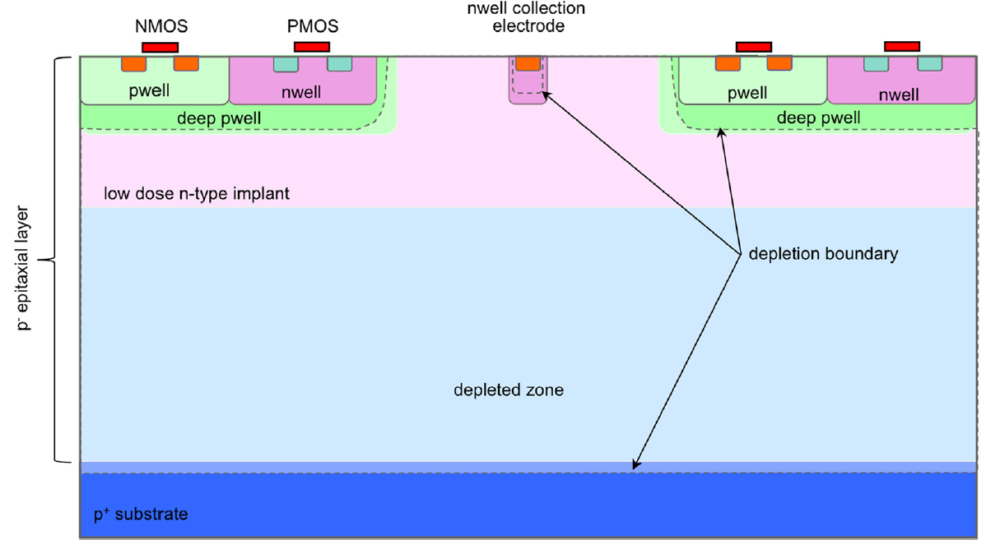 nwell collection
electrode
NMOS
PMOS
pwell
nwell
deep pwell
pwell
nwell
deep pwell
low dose n-type implant
p⁻ epitaxial layer
depletion boundary
depleted zone
p⁺ substrate